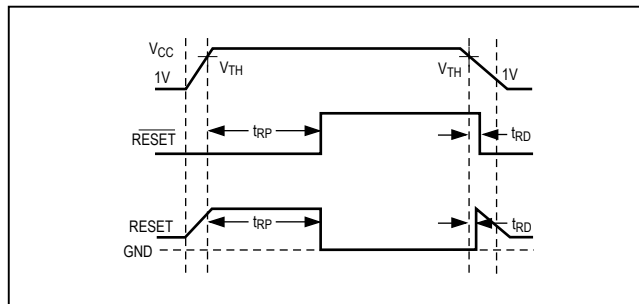 VCC
1V
VTH
VTH
1V
RESET
tRP
tRD
RESET
tRP
tRD
GND